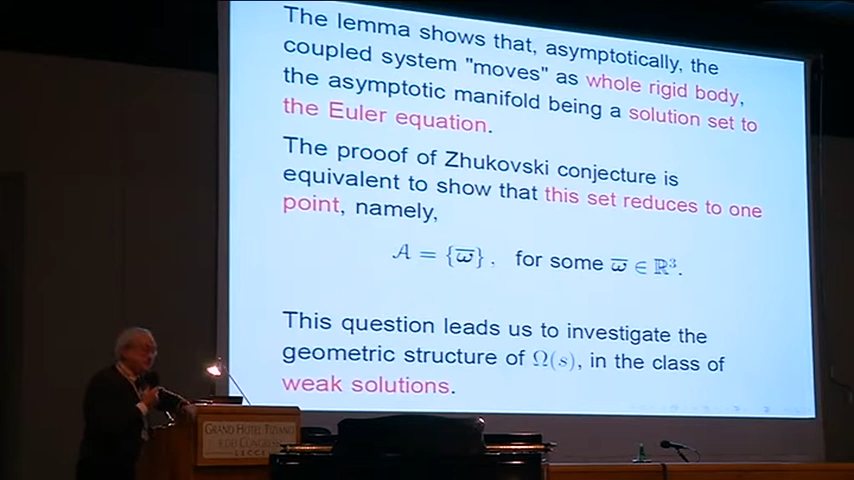 The lemma shows that, asymptotically, the
coupled system "moves" as whole rigid body,
the asymptotic manifold being a solution set to
the Euler equation.
The prooof of Zhukovski conjecture is
equivalent to show that this set reduces to one
point, namely,
𝒜 = {ω̅}, for some ω̅ ∈ ℝ³.
This question leads us to investigate the
geometric structure of Ω(s), in the class of
weak solutions.
GRAND HOTEL TIZIANO
E DEI CONGRESSI
LECCE